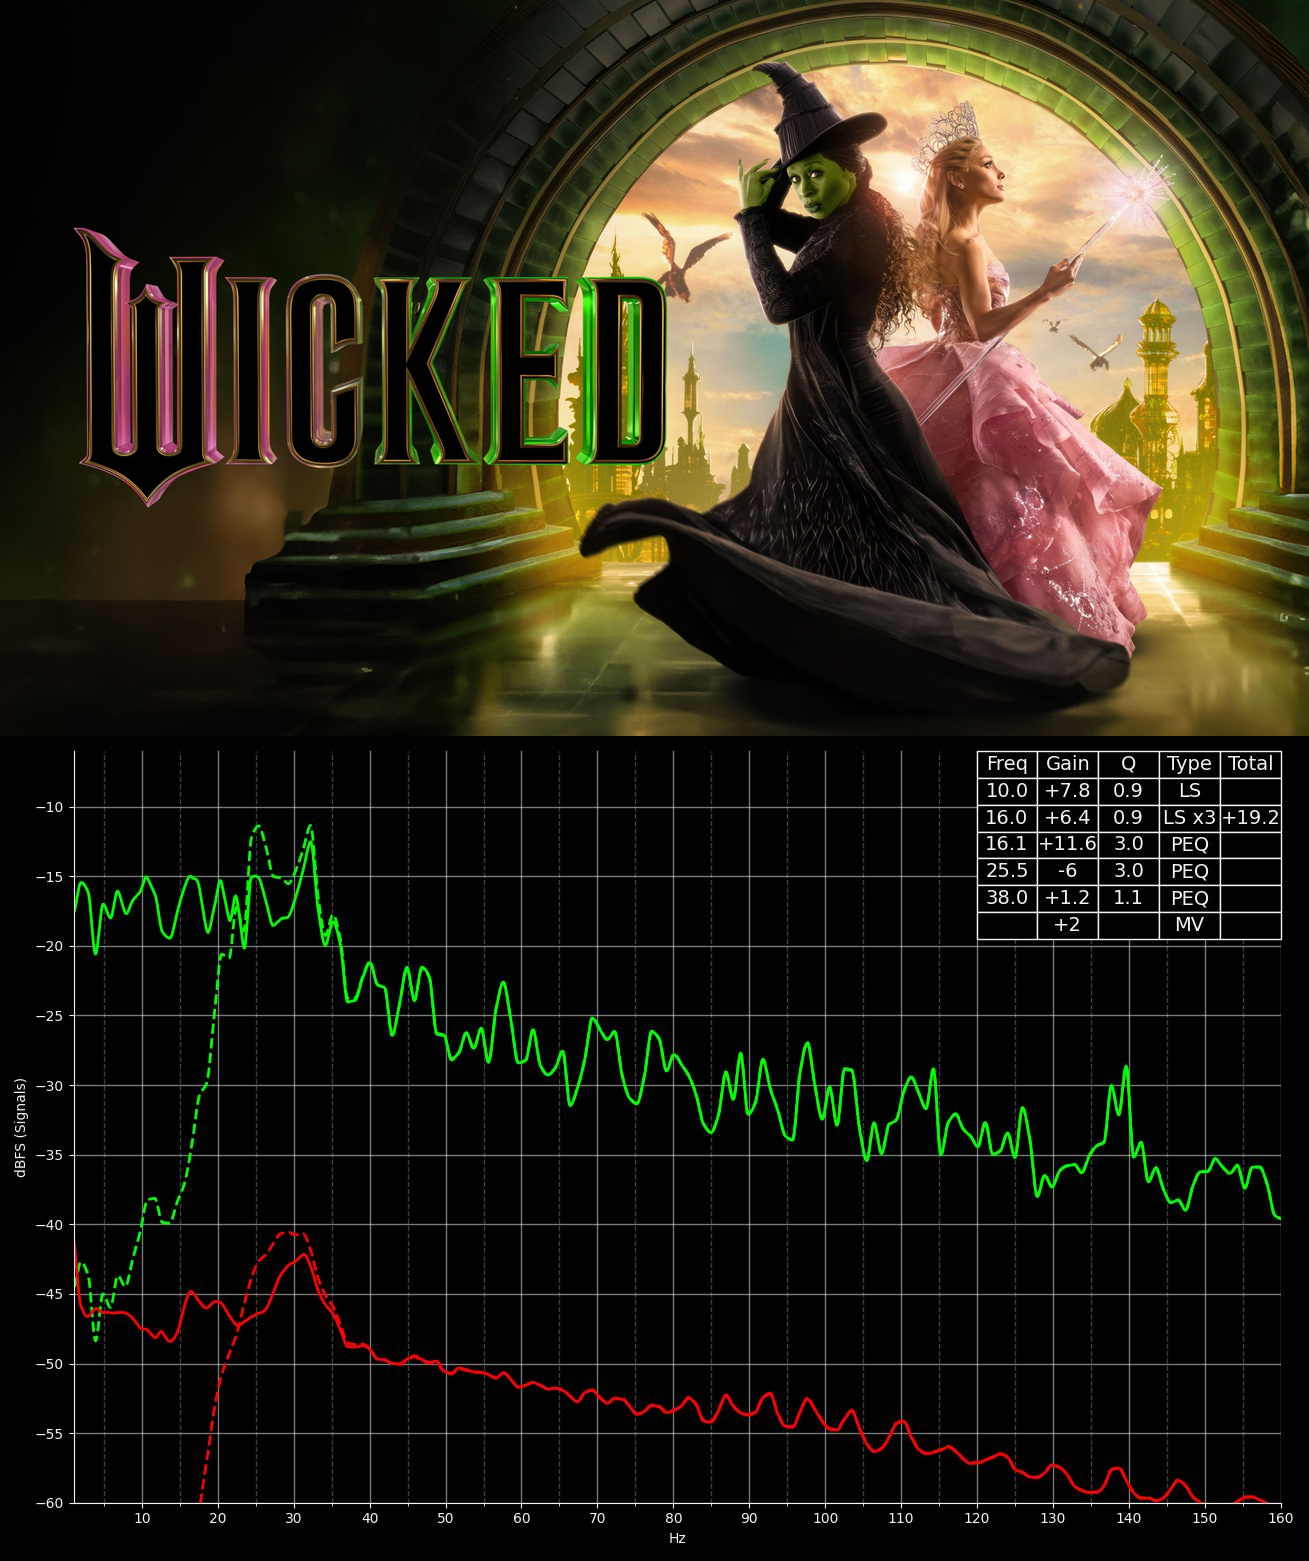 WICKED
Freq Gain Q Type Total
10.0 +7.8 0.9 LS
16.0 +6.4 0.9 LS x3 +19.2
16.1 +11.6 3.0 PEQ
25.5 -6 3.0 PEQ
38.0 +1.2 1.1 PEQ
+2 MV
dBFS (Signals)
−10
−15
−20
−25
−30
−35
−40
−45
−50
−55
−60
10 20 30 40 50 60 70 80 90 100 110 120 130 140 150 160
Hz